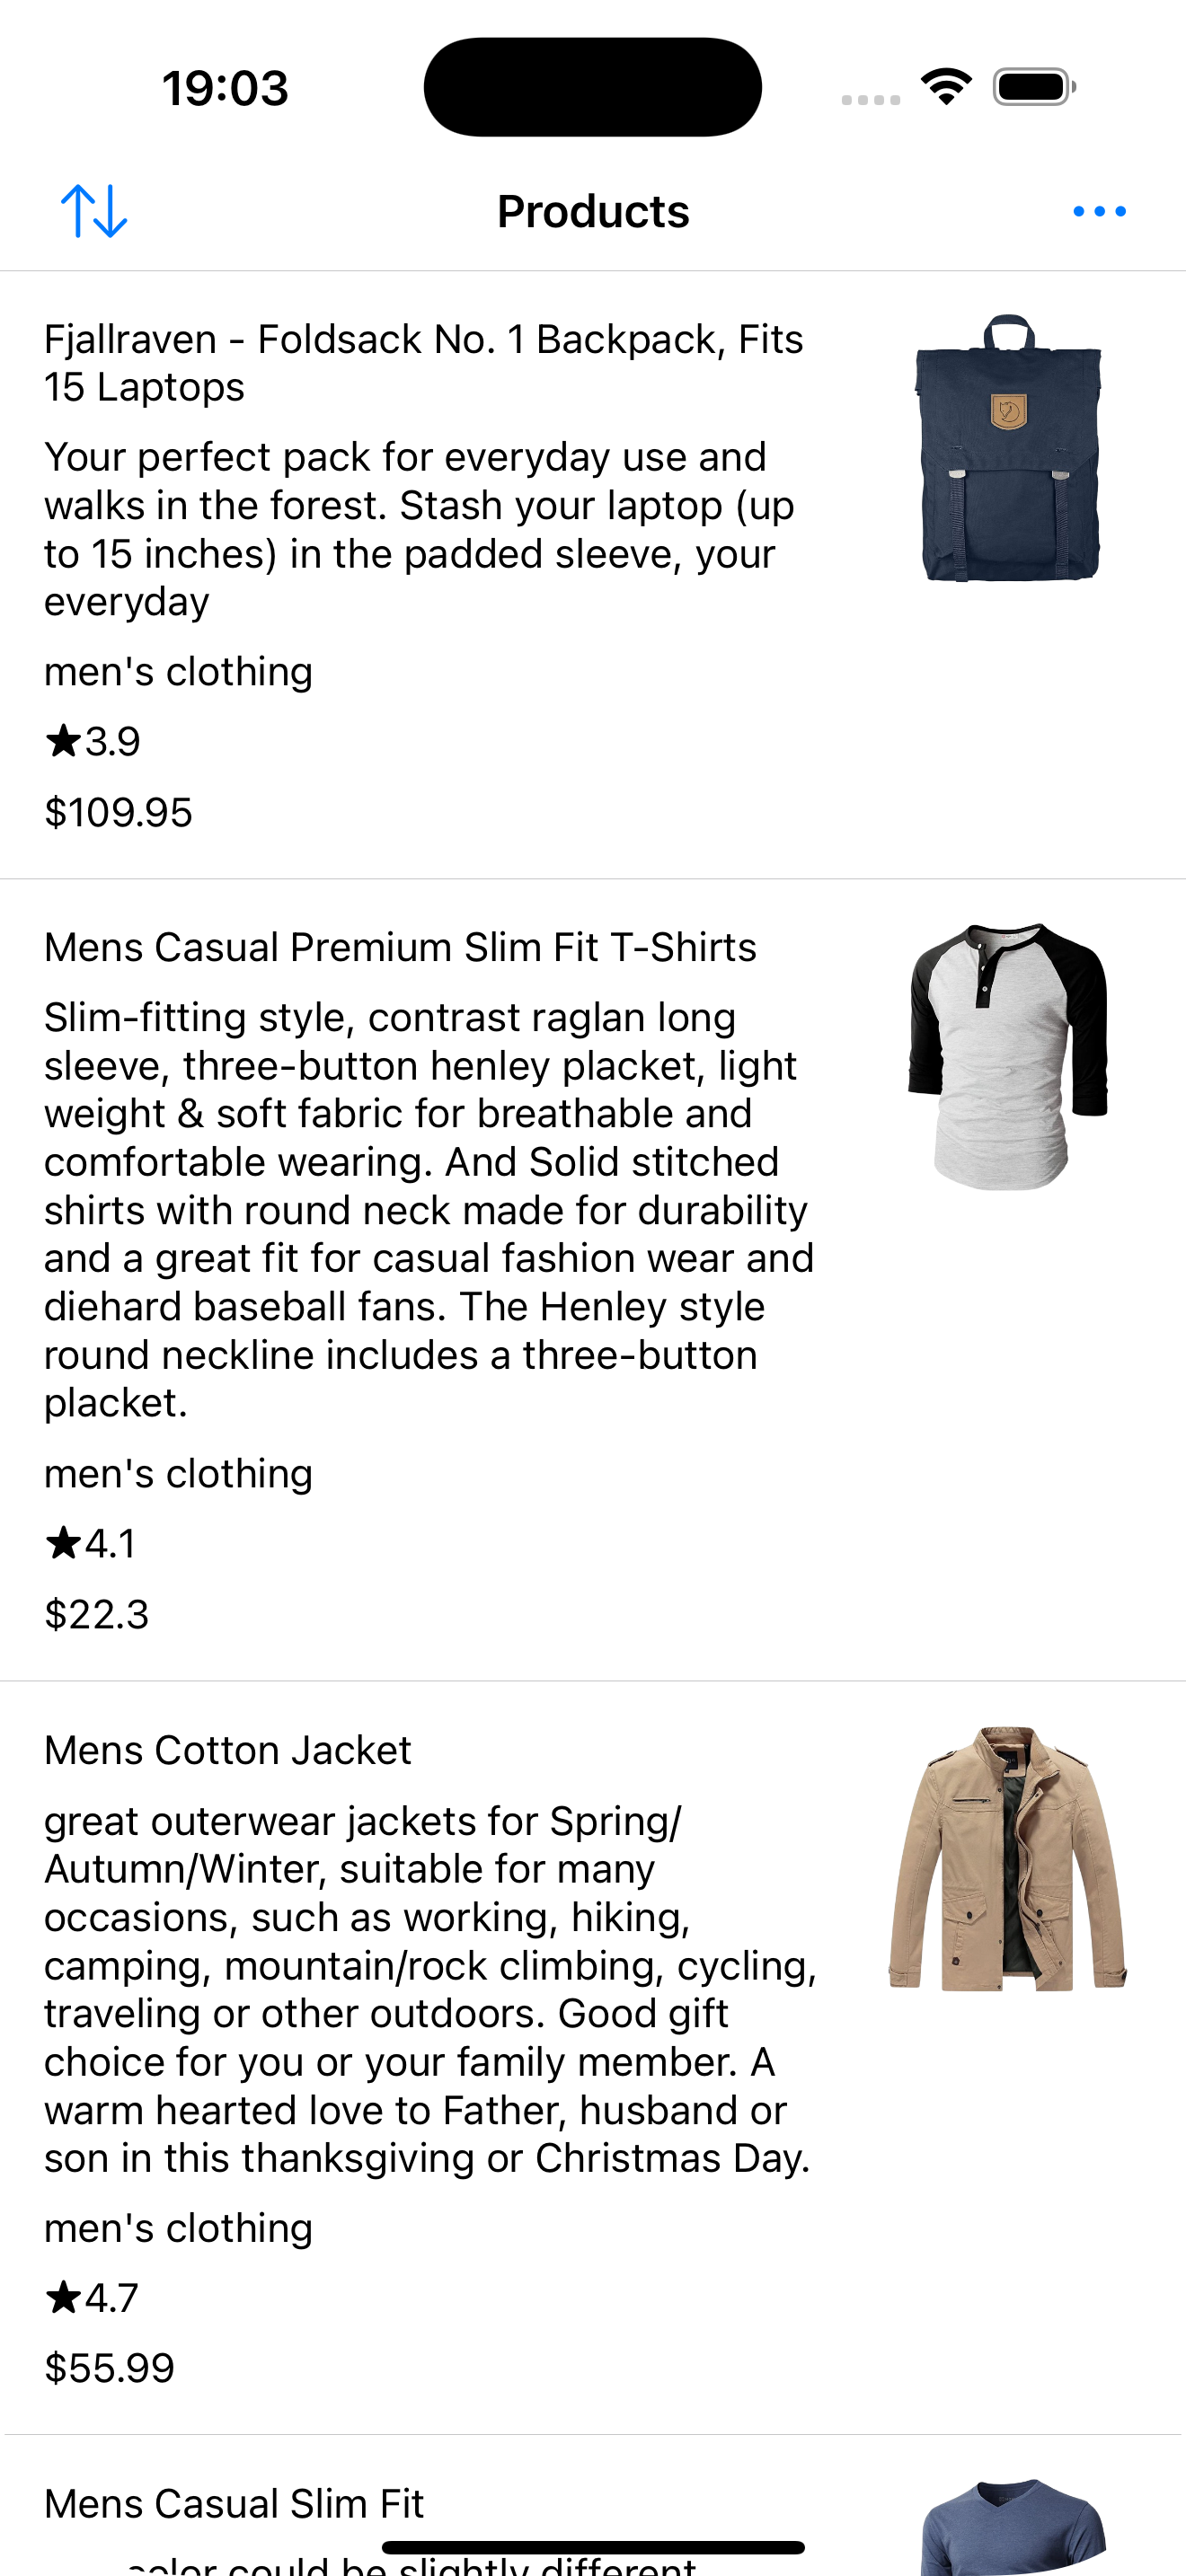 19:03
Products
Fjallraven - Foldsack No. 1 Backpack, Fits
15 Laptops
Your perfect pack for everyday use and
walks in the forest. Stash your laptop (up
to 15 inches) in the padded sleeve, your
everyday
men's clothing
★3.9
$109.95
Mens Casual Premium Slim Fit T-Shirts
Slim-fitting style, contrast raglan long
sleeve, three-button henley placket, light
weight & soft fabric for breathable and
comfortable wearing. And Solid stitched
shirts with round neck made for durability
and a great fit for casual fashion wear and
diehard baseball fans. The Henley style
round neckline includes a three-button
placket.
men's clothing
★4.1
$22.3
Mens Cotton Jacket
great outerwear jackets for Spring/
Autumn/Winter, suitable for many
occasions, such as working, hiking,
camping, mountain/rock climbing, cycling,
traveling or other outdoors. Good gift
choice for you or your family member. A
warm hearted love to Father, husband or
son in this thanksgiving or Christmas Day.
men's clothing
★4.7
$55.99
Mens Casual Slim Fit
color could be slightly different